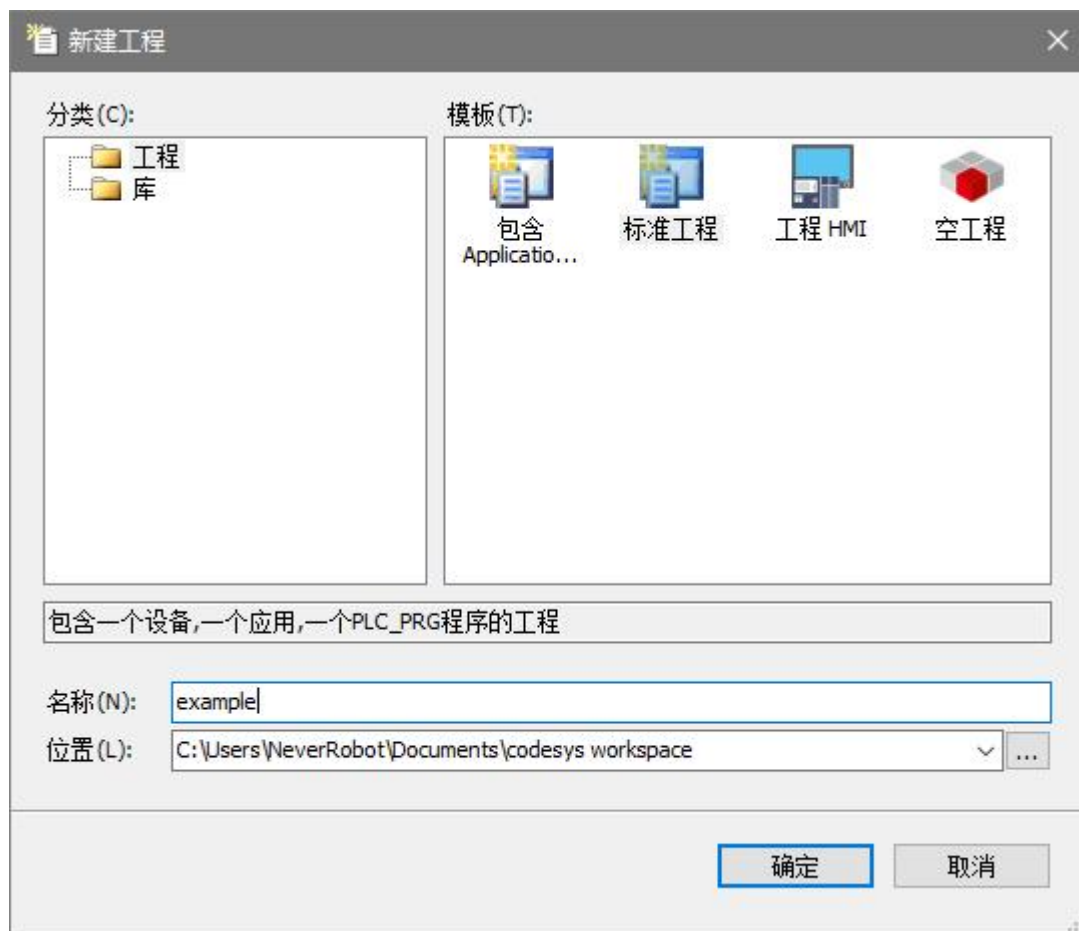 新建工程
分类(C):
模板(T):
工程
库
包含
Applicatio...
标准工程
工程 HMI
空工程
包含一个设备,一个应用,一个PLC_PRG程序的工程
名称(N):
example
位置(L):
C:\Users\NeverRobot\Documents\codesys workspace
...
确定
取消